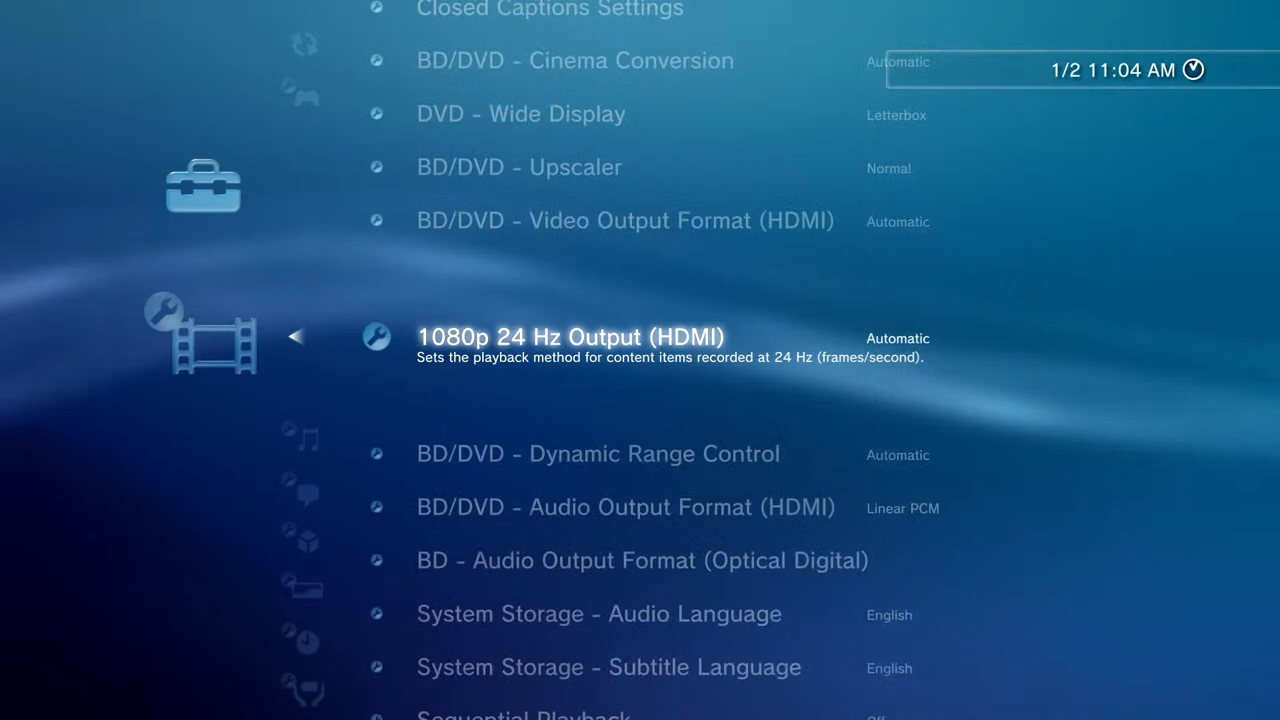 Closed Captions Settings
BD/DVD - Cinema Conversion Automatic
1/2 11:04 AM
DVD - Wide Display Letterbox
BD/DVD - Upscaler Normal
BD/DVD - Video Output Format (HDMI) Automatic
1080p 24 Hz Output (HDMI) Automatic
Sets the playback method for content items recorded at 24 Hz (frames/second).
BD/DVD - Dynamic Range Control Automatic
BD/DVD - Audio Output Format (HDMI) Linear PCM
BD - Audio Output Format (Optical Digital)
System Storage - Audio Language English
System Storage - Subtitle Language English
Sequential Playback Off